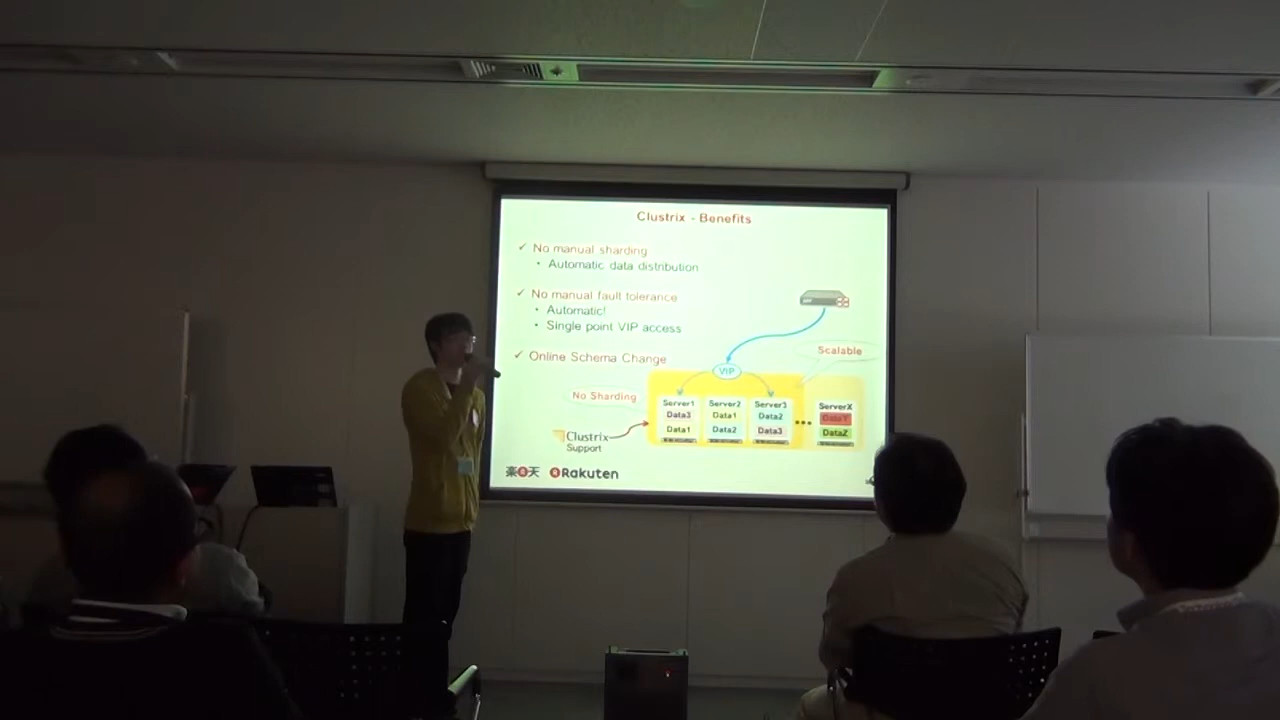 Clustrix - Benefits
✓ No manual sharding
• Automatic data distribution
✓ No manual fault tolerance
• Automatic!
• Single point VIP access
✓ Online Schema Change
Scalable
VIP
No Sharding
Server1 Server2 Server3 ServerX
Data3 Data1 Data2 DataY
Data1 Data2 Data3 DataZ
...
Clustrix
Support
楽天 Rakuten